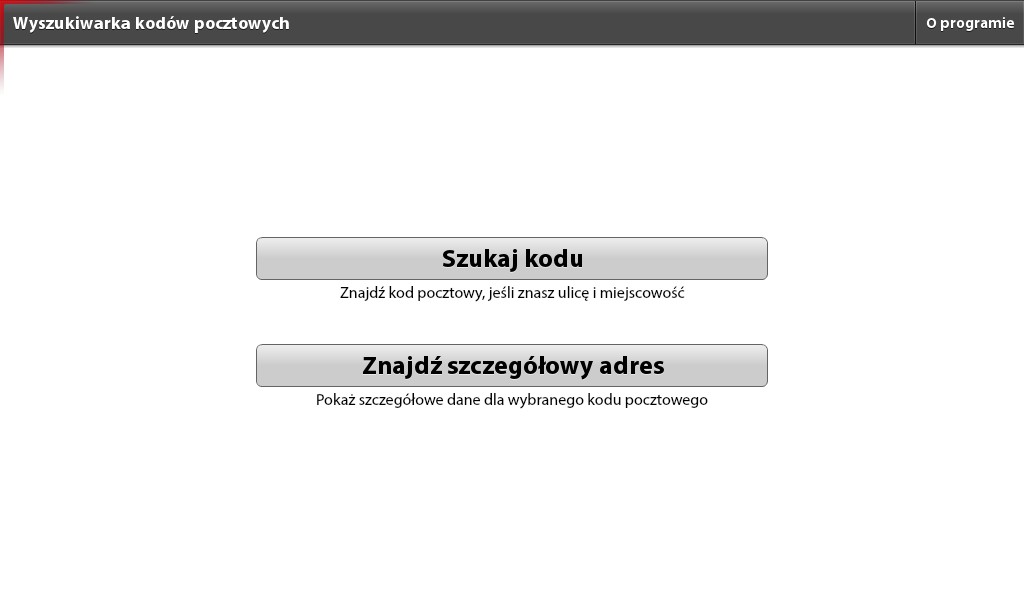 Wyszukiwarka kodów pocztowych
O programie
Szukaj kodu
Znajdź kod pocztowy, jeśli znasz ulicę i miejscowość
Znajdź szczegółowy adres
Pokaż szczegółowe dane dla wybranego kodu pocztowego